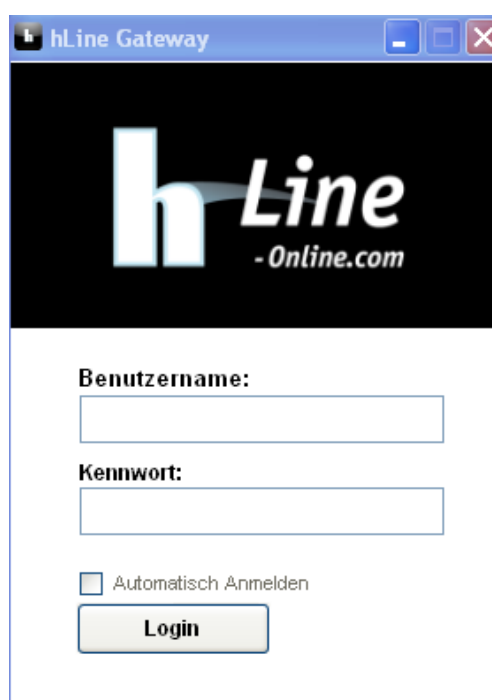 h hLine Gateway
h Line
-Online.com
Benutzername:
Kennwort:
Automatisch Anmelden
Login